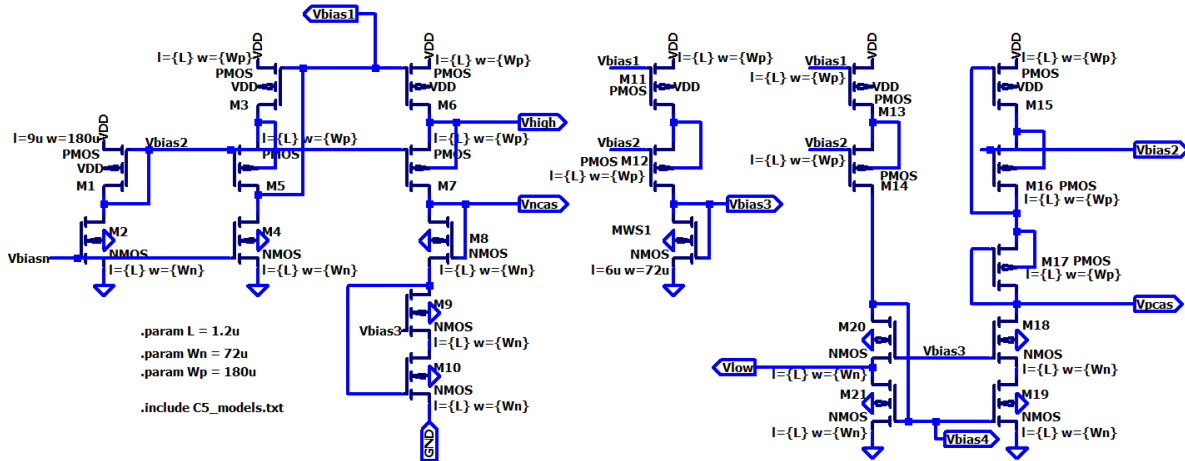 Vbias1
VDD
l={L} w={Wp}
PMOS
VDD
M3
VDD
l={L} w={Wp}
PMOS
VDD
M6
Vhigh
l=9u w=180u
VDD
PMOS
VDD
M1
Vbias2
l={L} w={Wp}
PMOS
M5
l={L} w={Wp}
PMOS
M7
Vncas
Vbiasn
M2
NMOS
l={L} w={Wn}
M4
NMOS
l={L} w={Wn}
M8
NMOS
l={L} w={Wn}
M9
Vbias3
NMOS
l={L} w={Wn}
M10
NMOS
l={L} w={Wn}
GND
.param L = 1.2u
.param Wn = 72u
.param Wp = 180u
.include C5_models.txt
VDD
l={L} w={Wp}
Vbias1
M11
VDD
PMOS
Vbias2
PMOS
M12
l={L} w={Wp}
Vbias3
MWS1
NMOS
l=6u w=72u
VDD
Vbias1
l={L} w={Wp}
VDD
PMOS
M13
Vbias2
l={L} w={Wp}
PMOS
M14
VDD
l={L} w={Wp}
PMOS
VDD
M15
Vbias2
M16 PMOS
l={L} w={Wp}
M17 PMOS
l={L} w={Wp}
Vpcas
M20
NMOS
l={L} w={Wn}
Vbias3
M18
NMOS
l={L} w={Wn}
Vlow
M21
NMOS
l={L} w={Wn}
M19
NMOS
l={L} w={Wn}
Vbias4